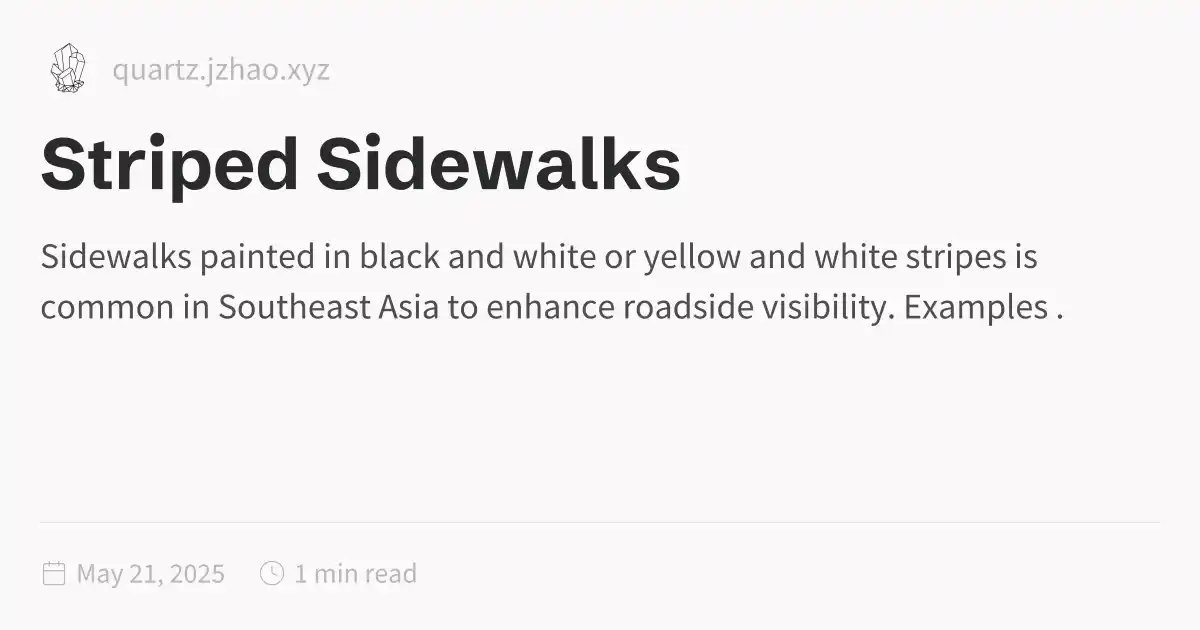 quartz.jzhao.xyz
Striped Sidewalks
Sidewalks painted in black and white or yellow and white stripes is
common in Southeast Asia to enhance roadside visibility. Examples .
May 21, 2025 1 min read